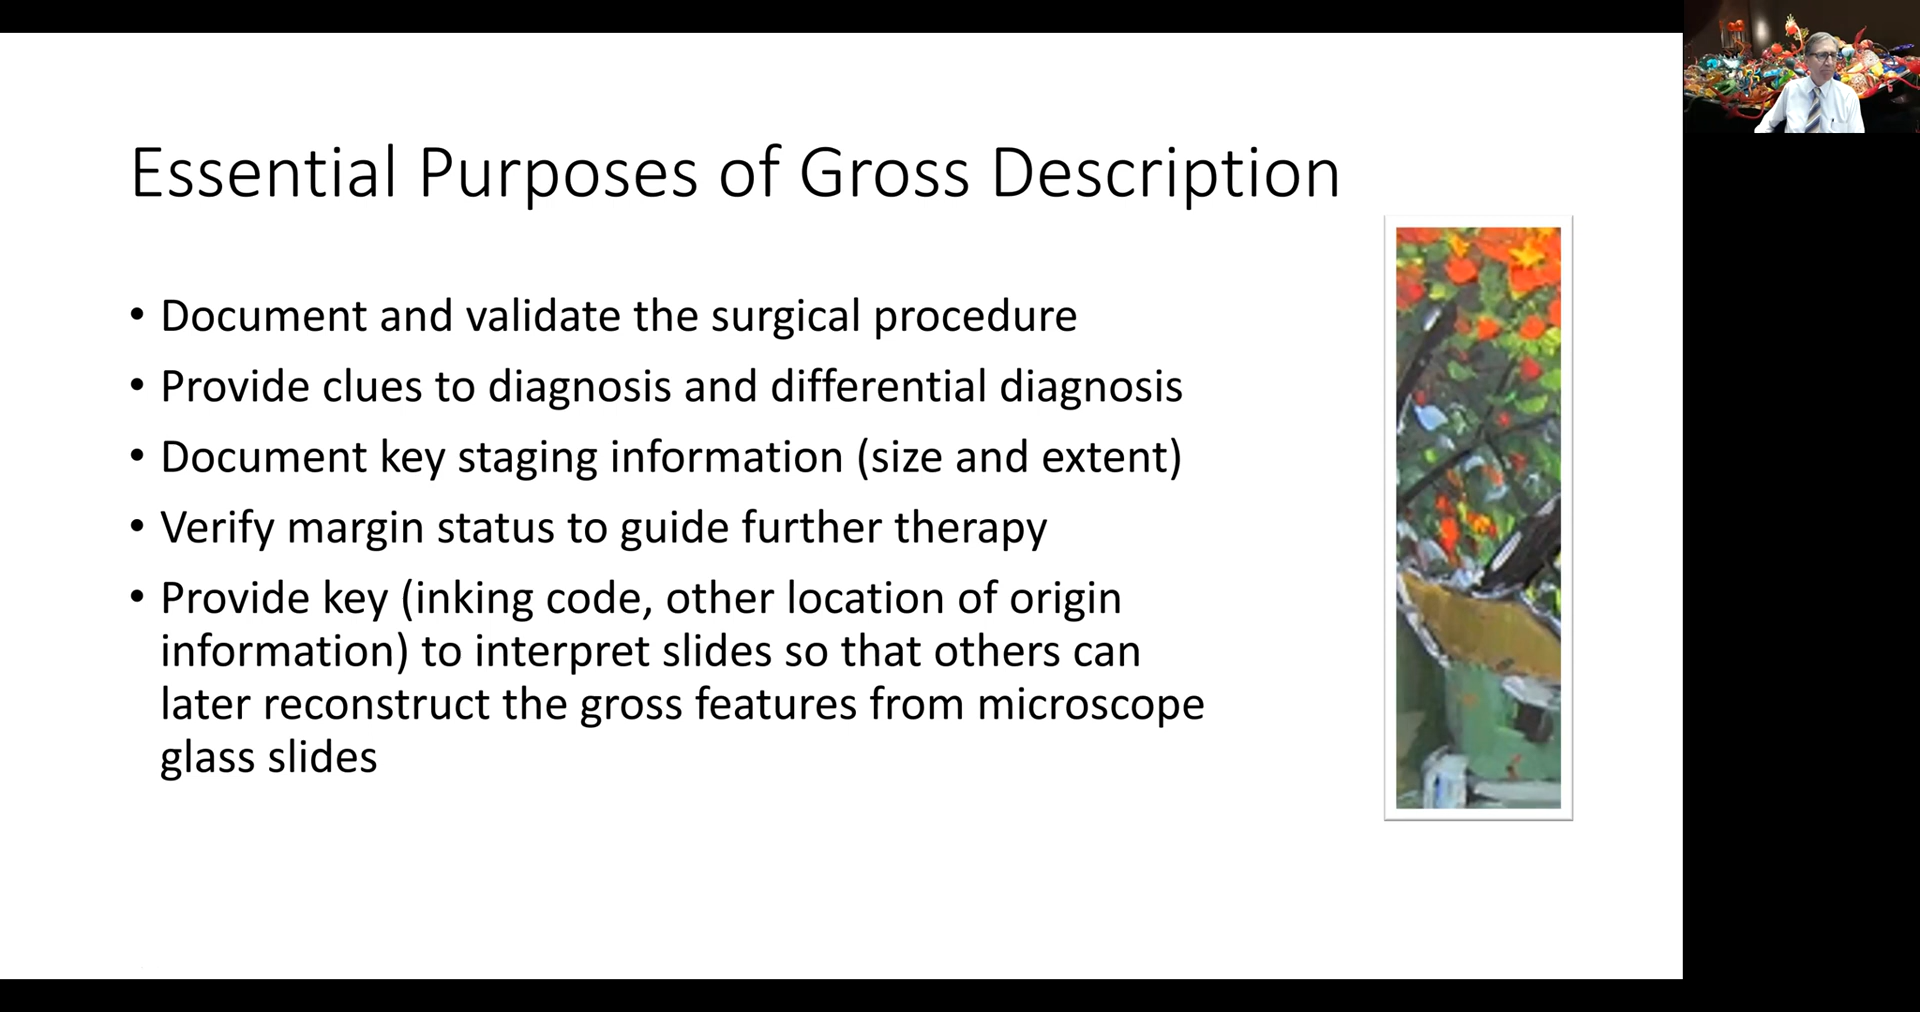 Essential Purposes of Gross Description
• Document and validate the surgical procedure
• Provide clues to diagnosis and differential diagnosis
• Document key staging information (size and extent)
• Verify margin status to guide further therapy
• Provide key (inking code, other location of origin
information) to interpret slides so that others can
later reconstruct the gross features from microscope
glass slides